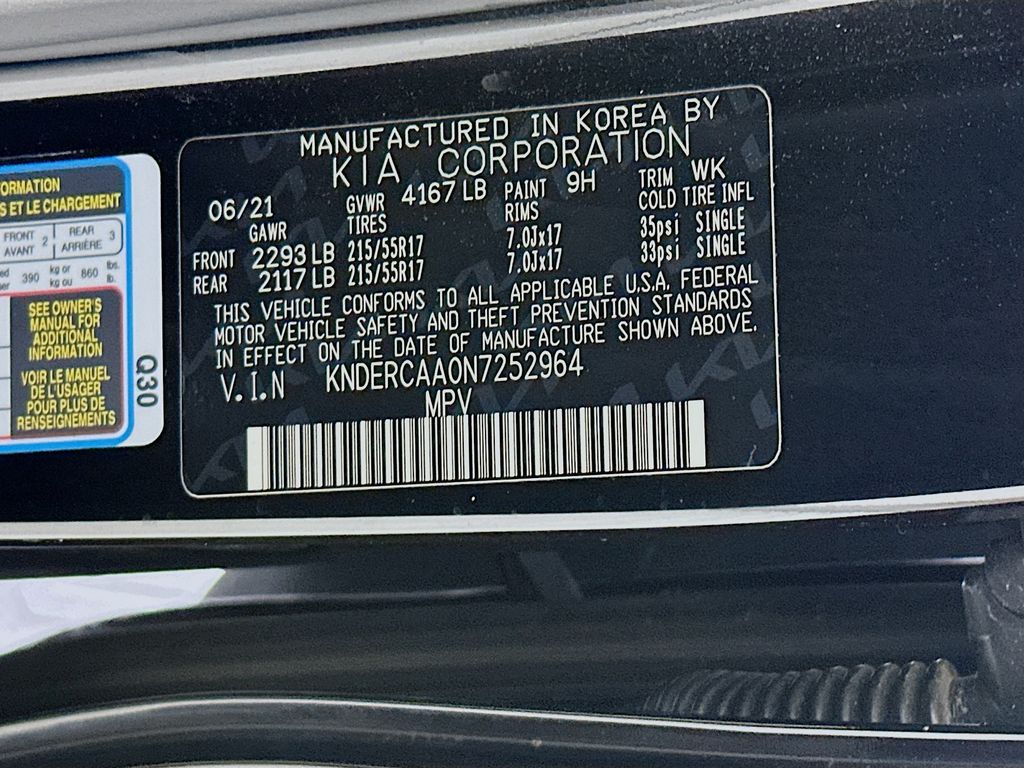 MANUFACTURED IN KOREA BY
KIA CORPORATION
06/21 GVWR 4167 LB PAINT 9H TRIM WK
GAWR TIRES RIMS COLD TIRE INFL
FRONT 2293 LB 215/55R17 7.0Jx17 35psi SINGLE
REAR 2117 LB 215/55R17 7.0Jx17 33psi SINGLE
THIS VEHICLE CONFORMS TO ALL APPLICABLE U.S.A. FEDERAL
MOTOR VEHICLE SAFETY AND THEFT PREVENTION STANDARDS
IN EFFECT ON THE DATE OF MANUFACTURE SHOWN ABOVE.
V.I.N KNDERCAA0N7252964
MPV
ORMATION
S ET LE CHARGEMENT
FRONT 2 REAR 3
AVANT ARRIÈRE
390 kg or 860 lbs.
kg ou lb.
SEE OWNER'S
MANUAL FOR
ADDITIONAL
INFORMATION
VOIR LE MANUEL
DE L'USAGER
POUR PLUS DE
RENSEIGNEMENTS
Q30